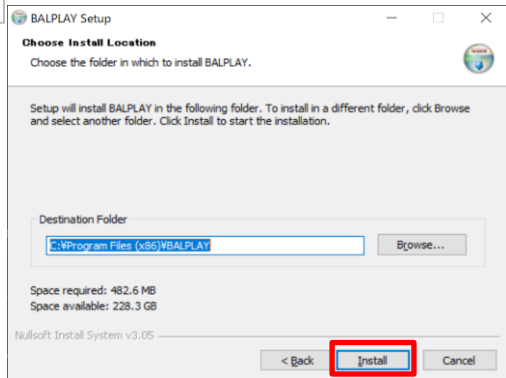 BALPLAY Setup
Choose Install Location
Choose the folder in which to install BALPLAY.
Setup will install BALPLAY in the following folder. To install in a different folder, click Browse
and select another folder. Click Install to start the installation.
Destination Folder
C:¥Program Files (x86)¥BALPLAY
Browse...
Space required: 482.6 MB
Space available: 228.3 GB
Nullsoft Install System v3.05
< Back
Install
Cancel